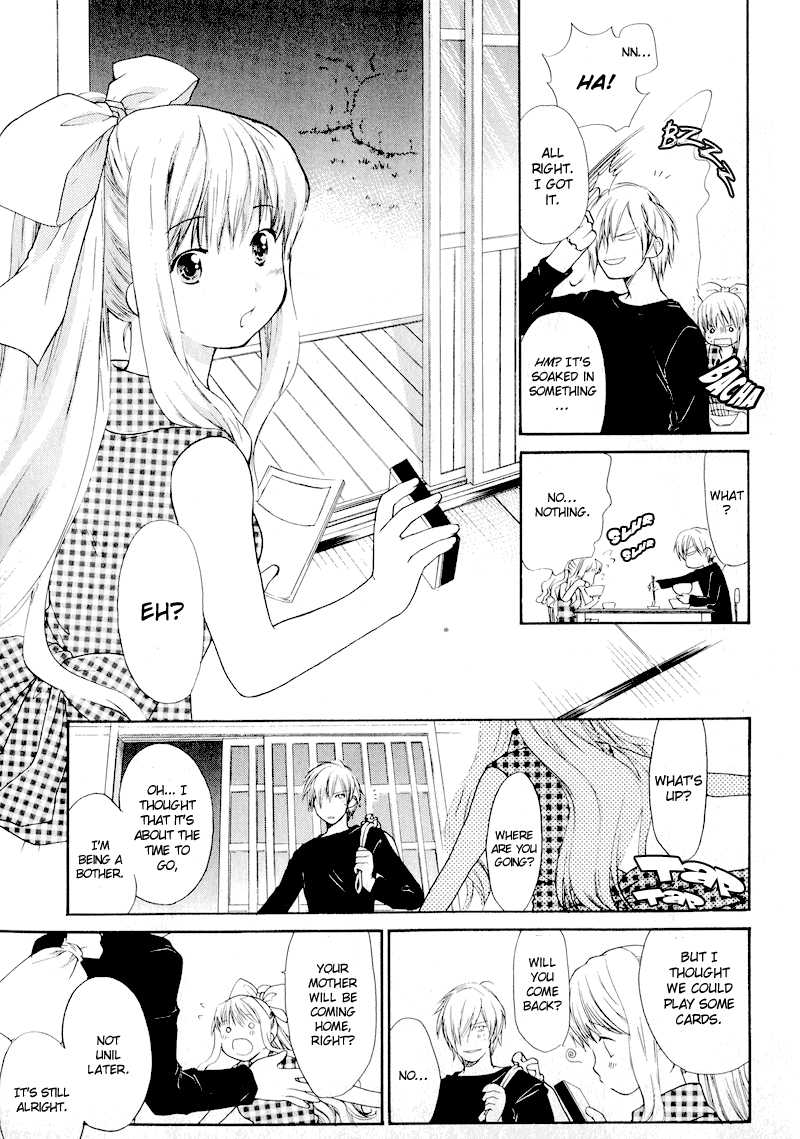 NN...
HA!
BZZZZ
ALL
RIGHT.
I GOT
IT.
HM? IT'S
SOAKED IN
SOMETHING
...
BACHA
WHAT?
NO...
NOTHING.
SLUR
SLUR
EH?
WHAT'S
UP?
TAP
TAP
WHERE
ARE YOU
GOING?
OH... I
THOUGHT
THAT IT'S
ABOUT THE
TIME TO
GO,
I'M
BEING A
BOTHER.
BUT I
THOUGHT
WE COULD
PLAY SOME
CARDS.
WILL
YOU
COME
BACK?
NO...
YOUR
MOTHER
WILL BE
COMING
HOME,
RIGHT?
NOT
UNIL
LATER.
IT'S STILL
ALRIGHT.